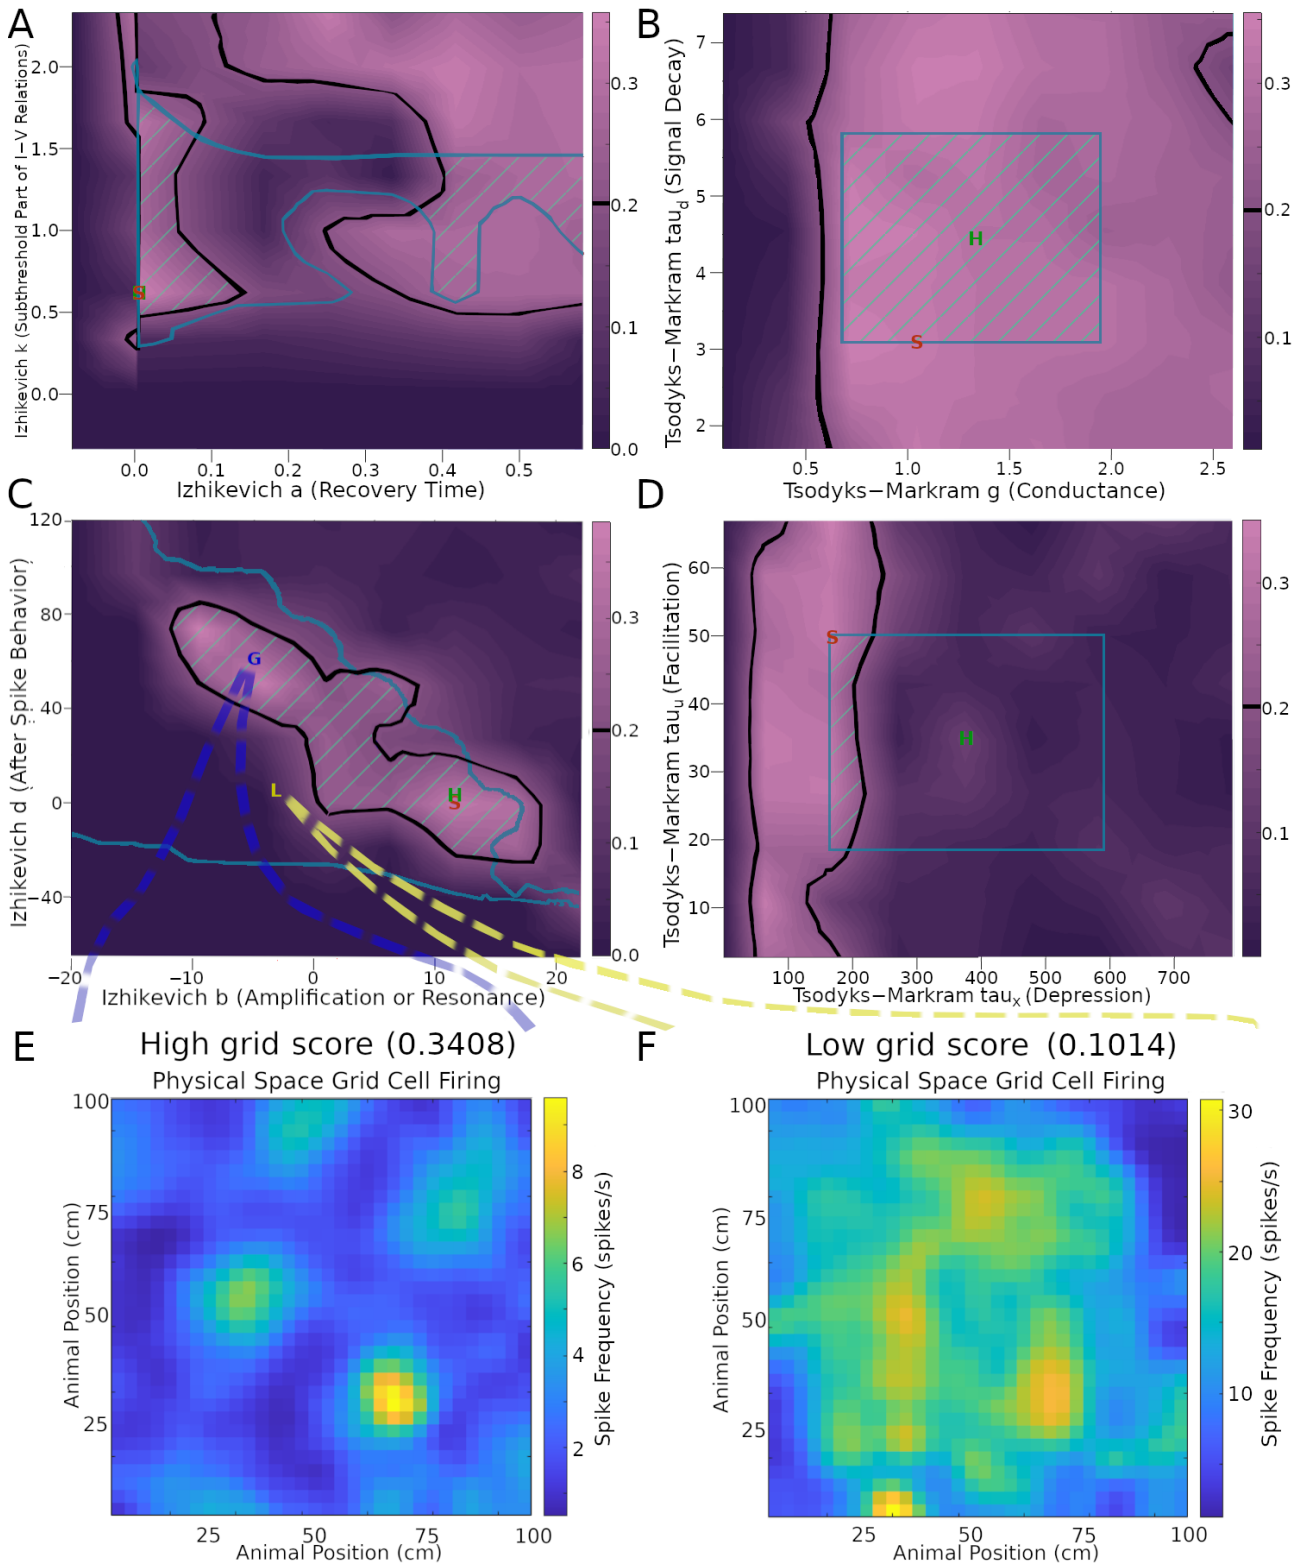 A
Izhikevich k (Subthreshold Part of I−V Relations)
2.0
1.5
1.0
0.5
0.0
H
S
0.0 0.1 0.2 0.3 0.4 0.5
Izhikevich a (Recovery Time)
0.3
0.2
0.1
0.0
B
Tsodyks−Markram tau_d (Signal Decay)
7
6
5
4
3
2
H
S
0.5 1.0 1.5 2.0 2.5
Tsodyks−Markram g (Conductance)
0.3
0.2
0.1
C
Izhikevich d (After Spike Behavior)
120
80
40
0
−40
G
L
H
S
−20 −10 0 10 20
Izhikevich b (Amplification or Resonance)
0.3
0.2
0.1
0.0
D
Tsodyks−Markram tau_u (Facilitation)
60
50
40
30
20
10
S
H
100 200 300 400 500 600 700
Tsodyks−Markram tau_x (Depression)
0.3
0.2
0.1
E
High grid score (0.3408)
Physical Space Grid Cell Firing
Animal Position (cm)
100
75
50
25
25 50 75 100
Animal Position (cm)
8
6
4
2
Spike Frequency (spikes/s)
F
Low grid score (0.1014)
Physical Space Grid Cell Firing
Animal Position (cm)
100
75
50
25
25 50 75 100
Animal Position (cm)
30
20
10
Spike Frequency (spikes/s)